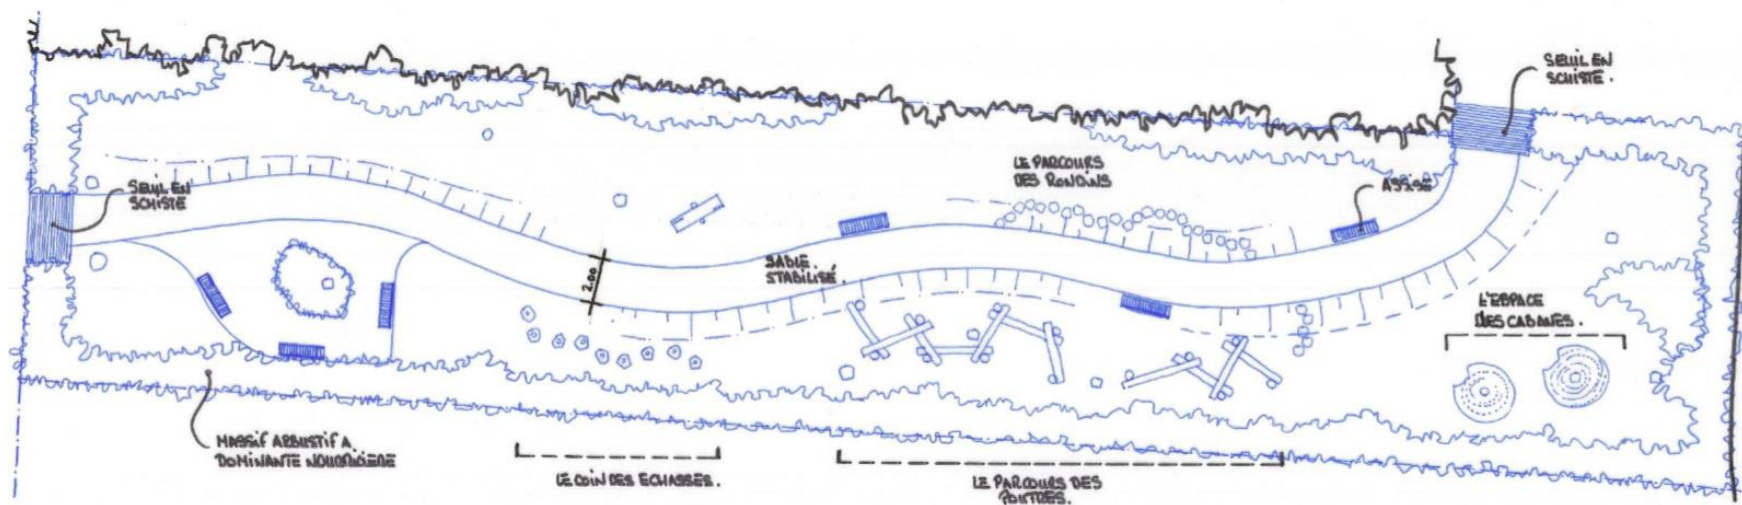 SEUIL EN
SCHISTE.
LE PARCOURS
DES RONDINS
ASSISE
SEUIL EN
SCHISTE
2.00
SABLE.
STABILISÉ.
L'ESPACE
DES CABANES.
MASSIF ARBUSTIF A
DOMINANTE NOURRICIERE
LE COIN DES ECHASSES.
LE PARCOURS DES
POUTRES.